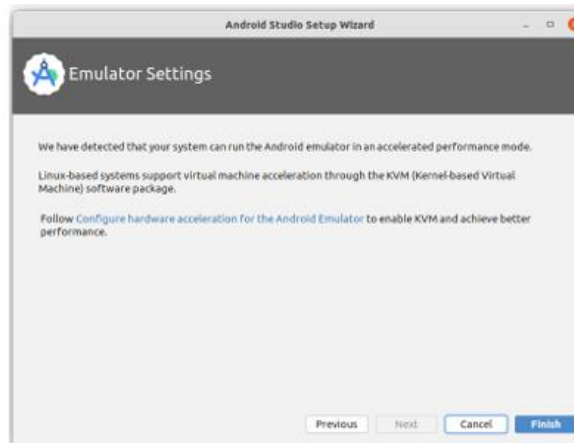 Android Studio Setup Wizard
Emulator Settings
We have detected that your system can run the Android emulator in an accelerated performance mode.
Linux-based systems support virtual machine acceleration through the KVM (Kernel-based Virtual
Machine) software package.
Follow Configure hardware acceleration for the Android Emulator to enable KVM and achieve better
performance.
Previous Next Cancel Finish